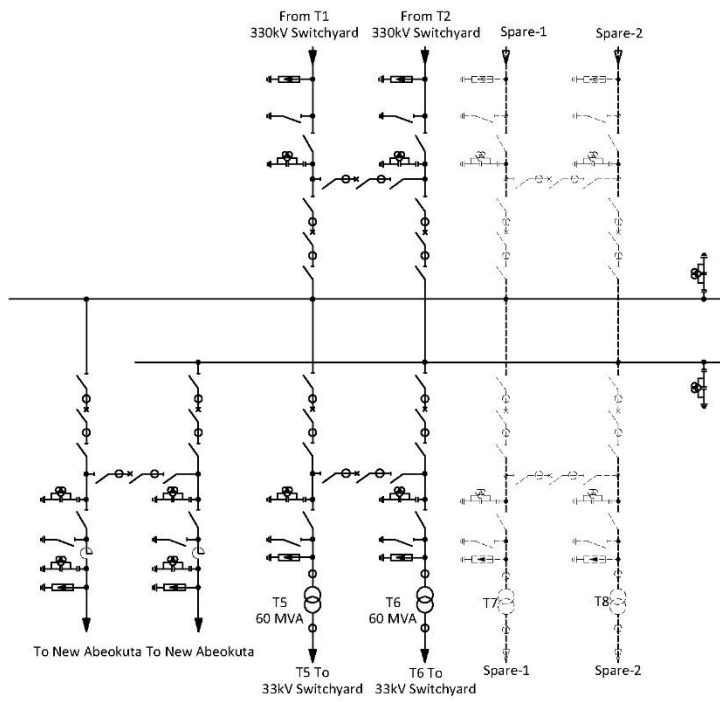 From T1
330kV Switchyard
From T2
330kV Switchyard
Spare-1
Spare-2
T5
60 MVA
T6
60 MVA
T7
T8
To New Abeokuta
To New Abeokuta
T5 To
33kV Switchyard
T6 To
33kV Switchyard
Spare-1
Spare-2